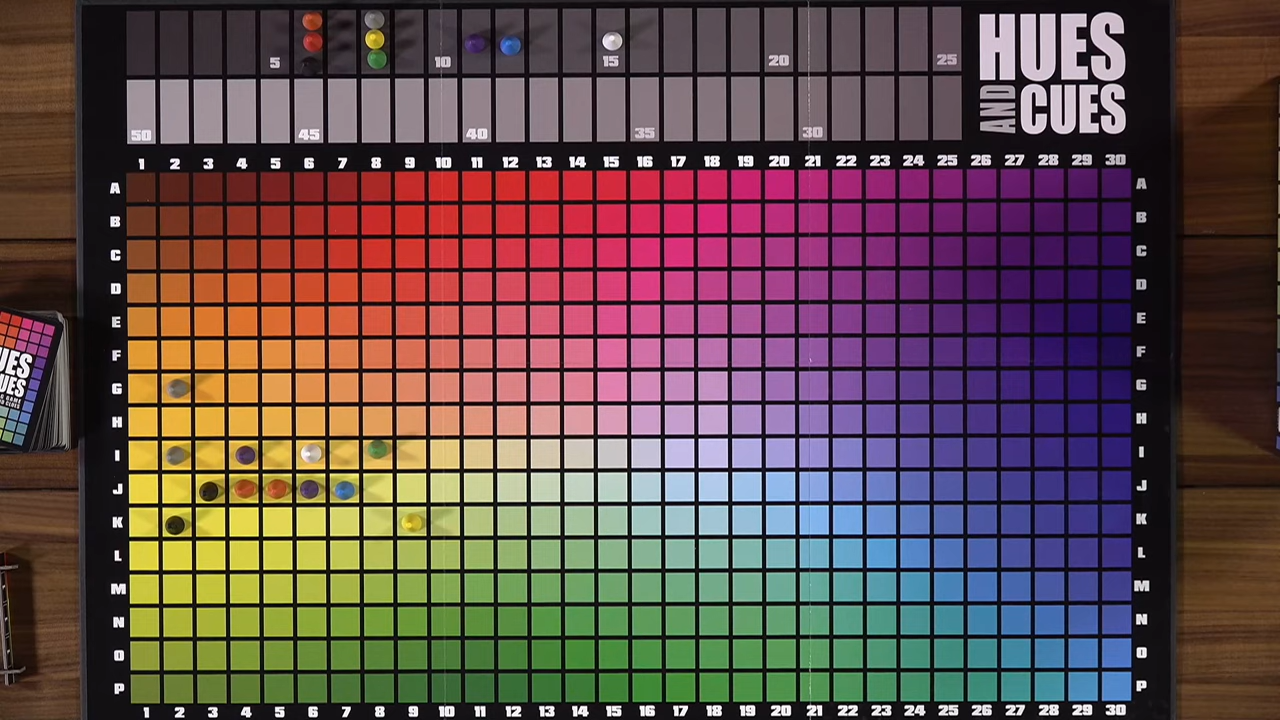 5 10 15 20 25
HUES
AND CUES
50 45 40 35 30
1 2 3 4 5 6 7 8 9 10 11 12 13 14 15 16 17 18 19 20 21 22 23 24 25 26 27 28 29 30
A A
B B
C C
D D
E E
F F
G G
H H
I I
J J
K K
L L
M M
N N
O O
P P
1 2 3 4 5 6 7 8 9 10 11 12 13 14 15 16 17 18 19 20 21 22 23 24 25 26 27 28 29 30